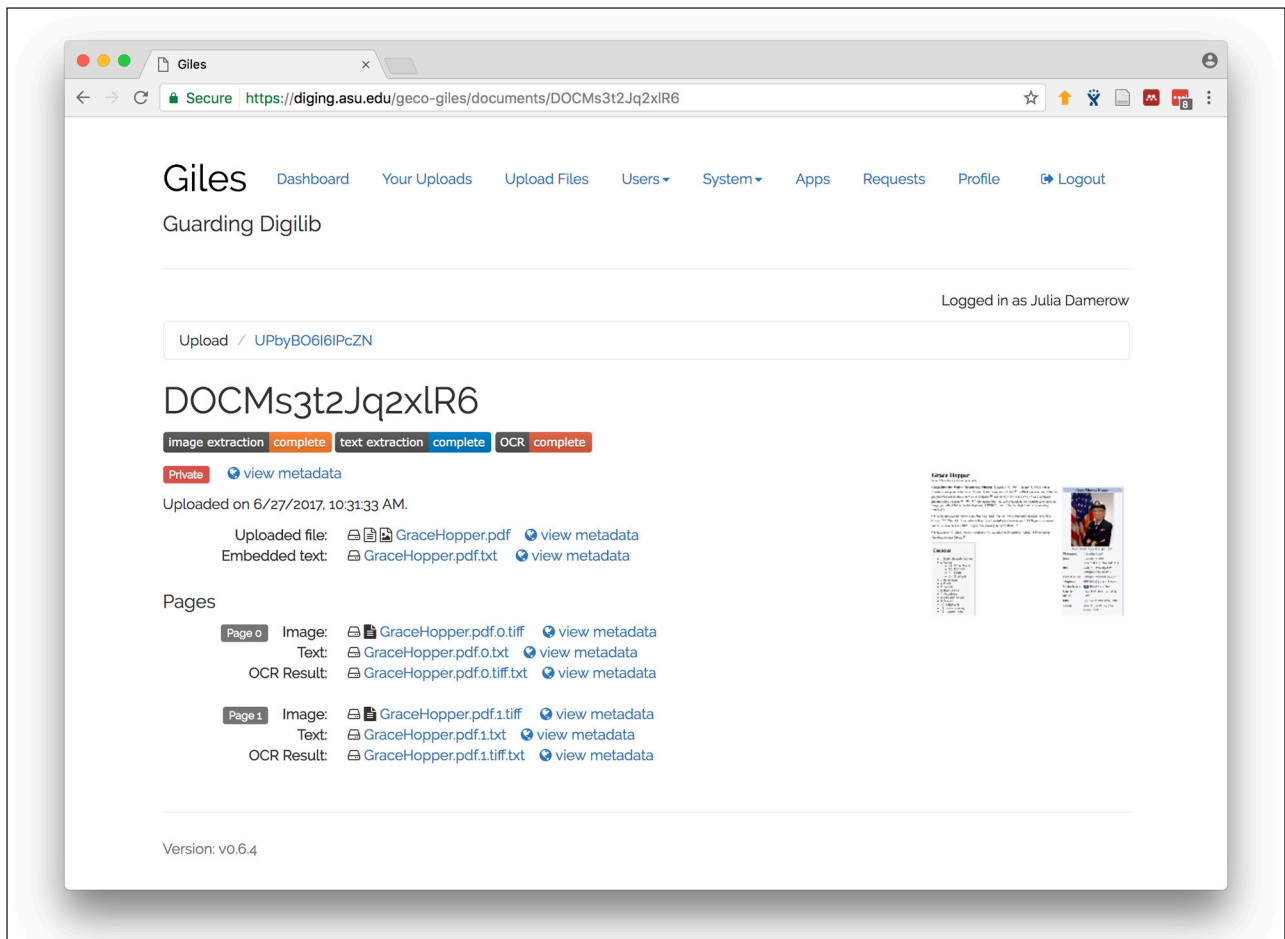 Giles
Secure https://diging.asu.edu/geco-giles/documents/DOCMs3t2Jq2xlR6
8
Giles Dashboard Your Uploads Upload Files Users System Apps Requests Profile Logout
Guarding Digilib
Logged in as Julia Damerow
Upload / UPbyBO6I6IPcZN
DOCMs3t2Jq2xlR6
image extraction complete text extraction complete OCR complete
Private view metadata
Uploaded on 6/27/2017, 10:31:33 AM.
Uploaded file: GraceHopper.pdf view metadata
Embedded text: GraceHopper.pdf.txt view metadata
Grace Hopper
Contents
Pages
Page 0 Image: GraceHopper.pdf.0.tiff view metadata
Text: GraceHopper.pdf.0.txt view metadata
OCR Result: GraceHopper.pdf.0.tiff.txt view metadata
Page 1 Image: GraceHopper.pdf.1.tiff view metadata
Text: GraceHopper.pdf.1.txt view metadata
OCR Result: GraceHopper.pdf.1.tiff.txt view metadata
Version: v0.6.4